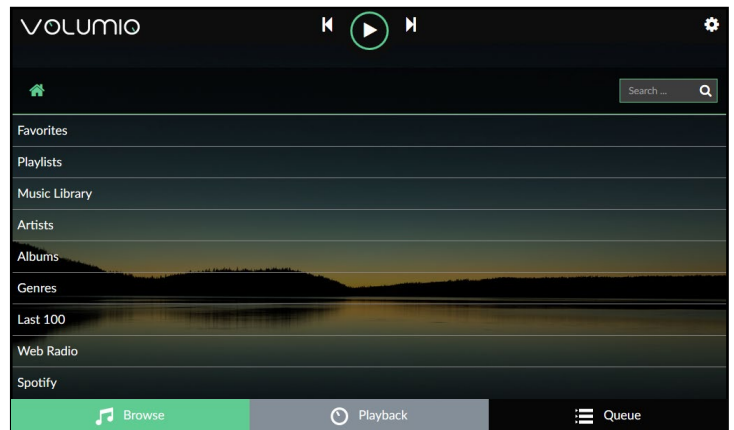 VOLUMIO
Search ...
Favorites
Playlists
Music Library
Artists
Albums
Genres
Last 100
Web Radio
Spotify
Browse
Playback
Queue